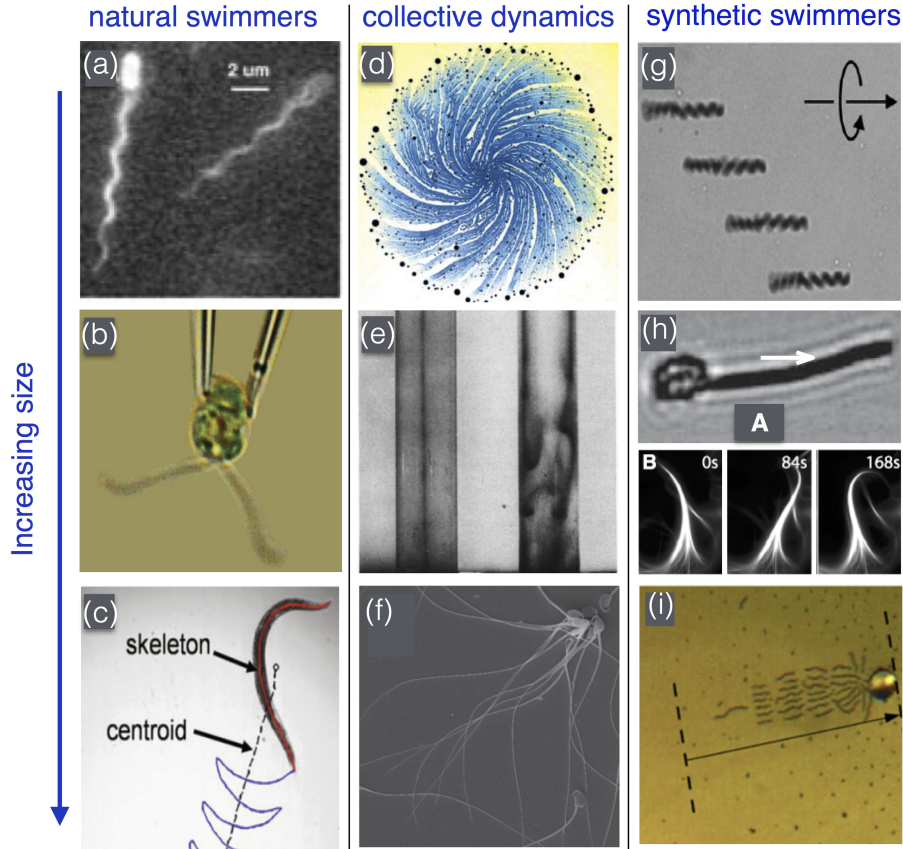 natural swimmers
collective dynamics
synthetic swimmers
Increasing size
(a)
2 um
(d)
(g)
(b)
(e)
(h)
A
B
0s
84s
168s
(c)
skeleton
centroid
(f)
(i)